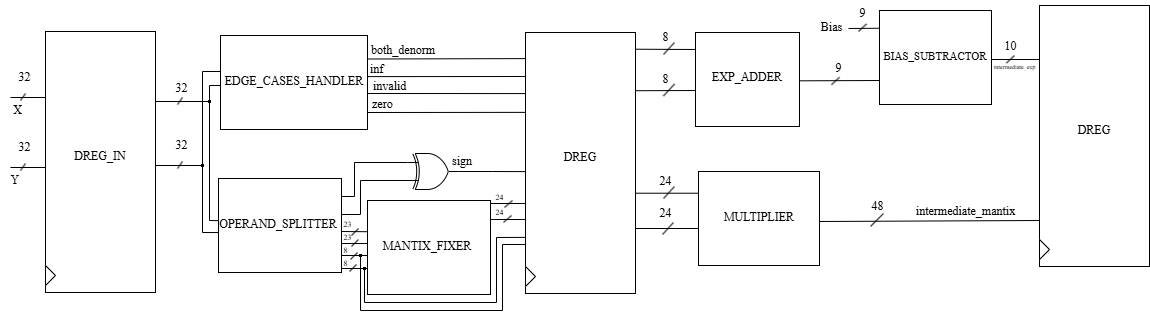 32
X
32
Y
DREG_IN
32
32
EDGE_CASES_HANDLER
both_denorm
inf
invalid
zero
OPERAND_SPLITTER
sign
23
23
8
8
MANTIX_FIXER
24
24
DREG
8
8
EXP_ADDER
9
Bias
9
BIAS_SUBTRACTOR
10
intermediate_exp
24
24
MULTIPLIER
48
intermediate_mantix
DREG